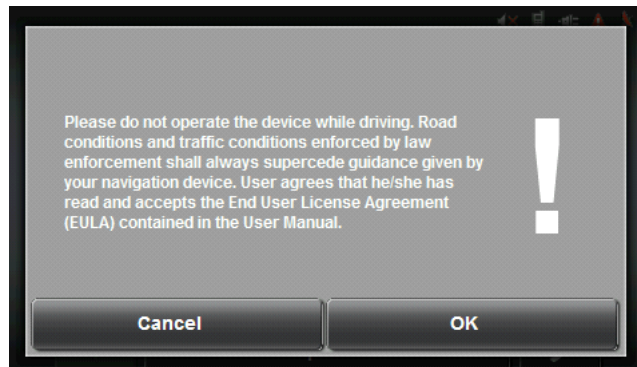 Please do not operate the device while driving. Road
conditions and traffic conditions enforced by law
enforcement shall always supercede guidance given by
your navigation device. User agrees that he/she has
read and accepts the End User License Agreement
(EULA) contained in the User Manual.
!
Cancel
OK